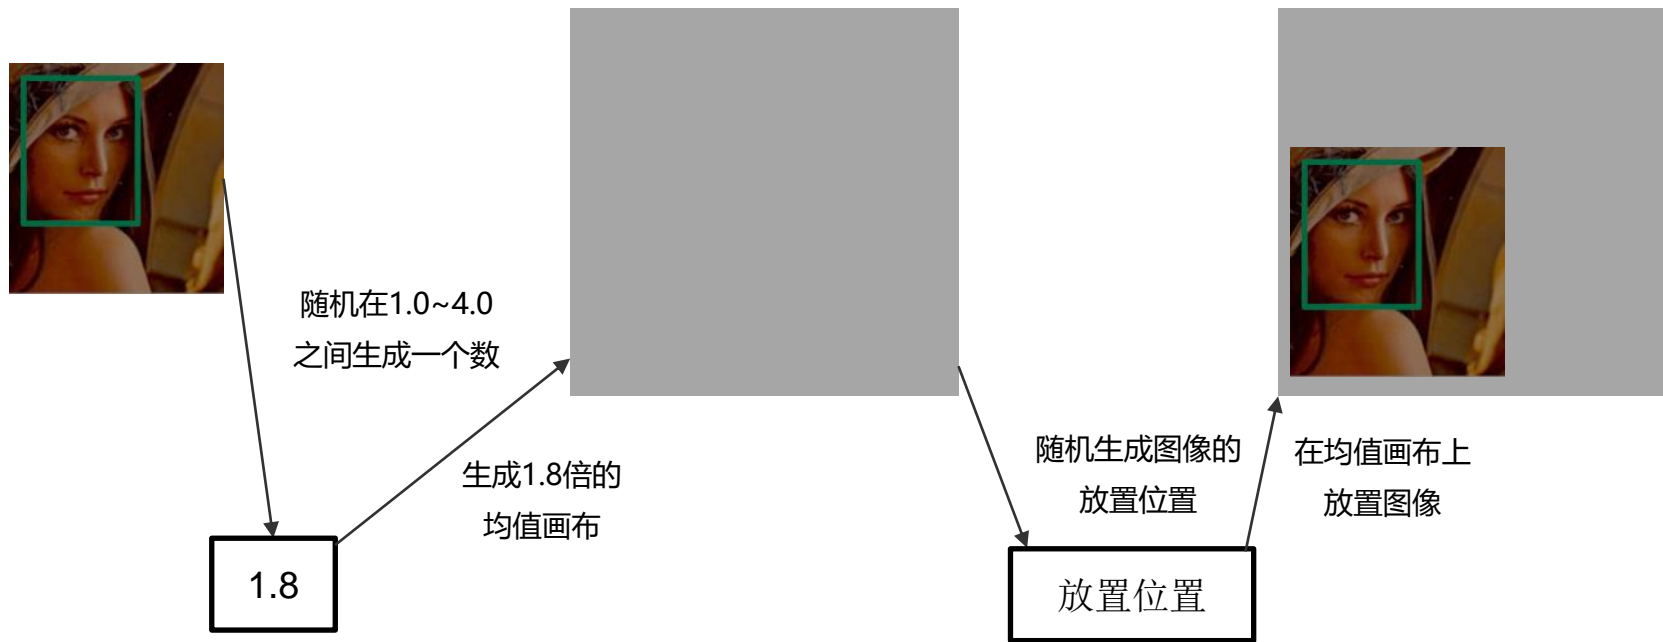 随机在1.0~4.0
之间生成一个数
生成1.8倍的
均值画布
1.8
随机生成图像的
放置位置
在均值画布上
放置图像
放置位置